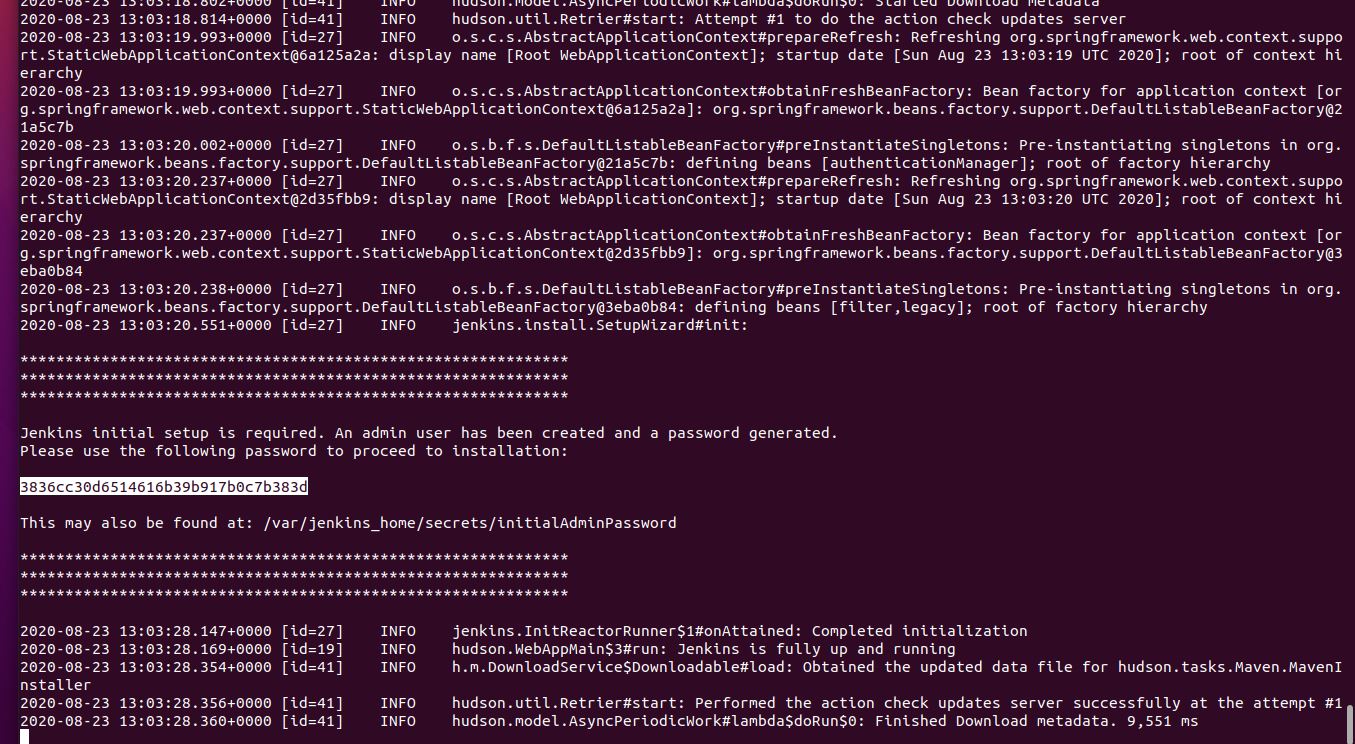 2020-08-23 13:03:18.802+0000 [id=41] INFO hudson.model.AsyncPeriodicWork#lambda$doRun$0: Started Download metadata
2020-08-23 13:03:18.814+0000 [id=41] INFO hudson.util.Retrier#start: Attempt #1 to do the action check updates server
2020-08-23 13:03:19.993+0000 [id=27] INFO o.s.c.s.AbstractApplicationContext#prepareRefresh: Refreshing org.springframework.web.context.suppo
rt.StaticWebApplicationContext@6a125a2a: display name [Root WebApplicationContext]; startup date [Sun Aug 23 13:03:19 UTC 2020]; root of context hi
erarchy
2020-08-23 13:03:19.993+0000 [id=27] INFO o.s.c.s.AbstractApplicationContext#obtainFreshBeanFactory: Bean factory for application context [or
g.springframework.web.context.support.StaticWebApplicationContext@6a125a2a]: org.springframework.beans.factory.support.DefaultListableBeanFactory@2
1a5c7b
2020-08-23 13:03:20.002+0000 [id=27] INFO o.s.b.f.s.DefaultListableBeanFactory#preInstantiateSingletons: Pre-instantiating singletons in org.
springframework.beans.factory.support.DefaultListableBeanFactory@21a5c7b: defining beans [authenticationManager]; root of factory hierarchy
2020-08-23 13:03:20.237+0000 [id=27] INFO o.s.c.s.AbstractApplicationContext#prepareRefresh: Refreshing org.springframework.web.context.suppo
rt.StaticWebApplicationContext@2d35fbb9: display name [Root WebApplicationContext]; startup date [Sun Aug 23 13:03:20 UTC 2020]; root of context hi
erarchy
2020-08-23 13:03:20.237+0000 [id=27] INFO o.s.c.s.AbstractApplicationContext#obtainFreshBeanFactory: Bean factory for application context [or
g.springframework.web.context.support.StaticWebApplicationContext@2d35fbb9]: org.springframework.beans.factory.support.DefaultListableBeanFactory@3
eba0b84
2020-08-23 13:03:20.238+0000 [id=27] INFO o.s.b.f.s.DefaultListableBeanFactory#preInstantiateSingletons: Pre-instantiating singletons in org.
springframework.beans.factory.support.DefaultListableBeanFactory@3eba0b84: defining beans [filter,legacy]; root of factory hierarchy
2020-08-23 13:03:20.551+0000 [id=27] INFO jenkins.install.SetupWizard#init:
*************************************************************
*************************************************************
*************************************************************
Jenkins initial setup is required. An admin user has been created and a password generated.
Please use the following password to proceed to installation:
3836cc30d6514616b39b917b0c7b383d
This may also be found at: /var/jenkins_home/secrets/initialAdminPassword
*************************************************************
*************************************************************
*************************************************************
2020-08-23 13:03:28.147+0000 [id=27] INFO jenkins.InitReactorRunner$1#onAttained: Completed initialization
2020-08-23 13:03:28.169+0000 [id=19] INFO hudson.WebAppMain$3#run: Jenkins is fully up and running
2020-08-23 13:03:28.354+0000 [id=41] INFO h.m.DownloadService$Downloadable#load: Obtained the updated data file for hudson.tasks.Maven.MavenI
nstaller
2020-08-23 13:03:28.356+0000 [id=41] INFO hudson.util.Retrier#start: Performed the action check updates server successfully at the attempt #1
2020-08-23 13:03:28.360+0000 [id=41] INFO hudson.model.AsyncPeriodicWork#lambda$doRun$0: Finished Download metadata. 9,551 ms